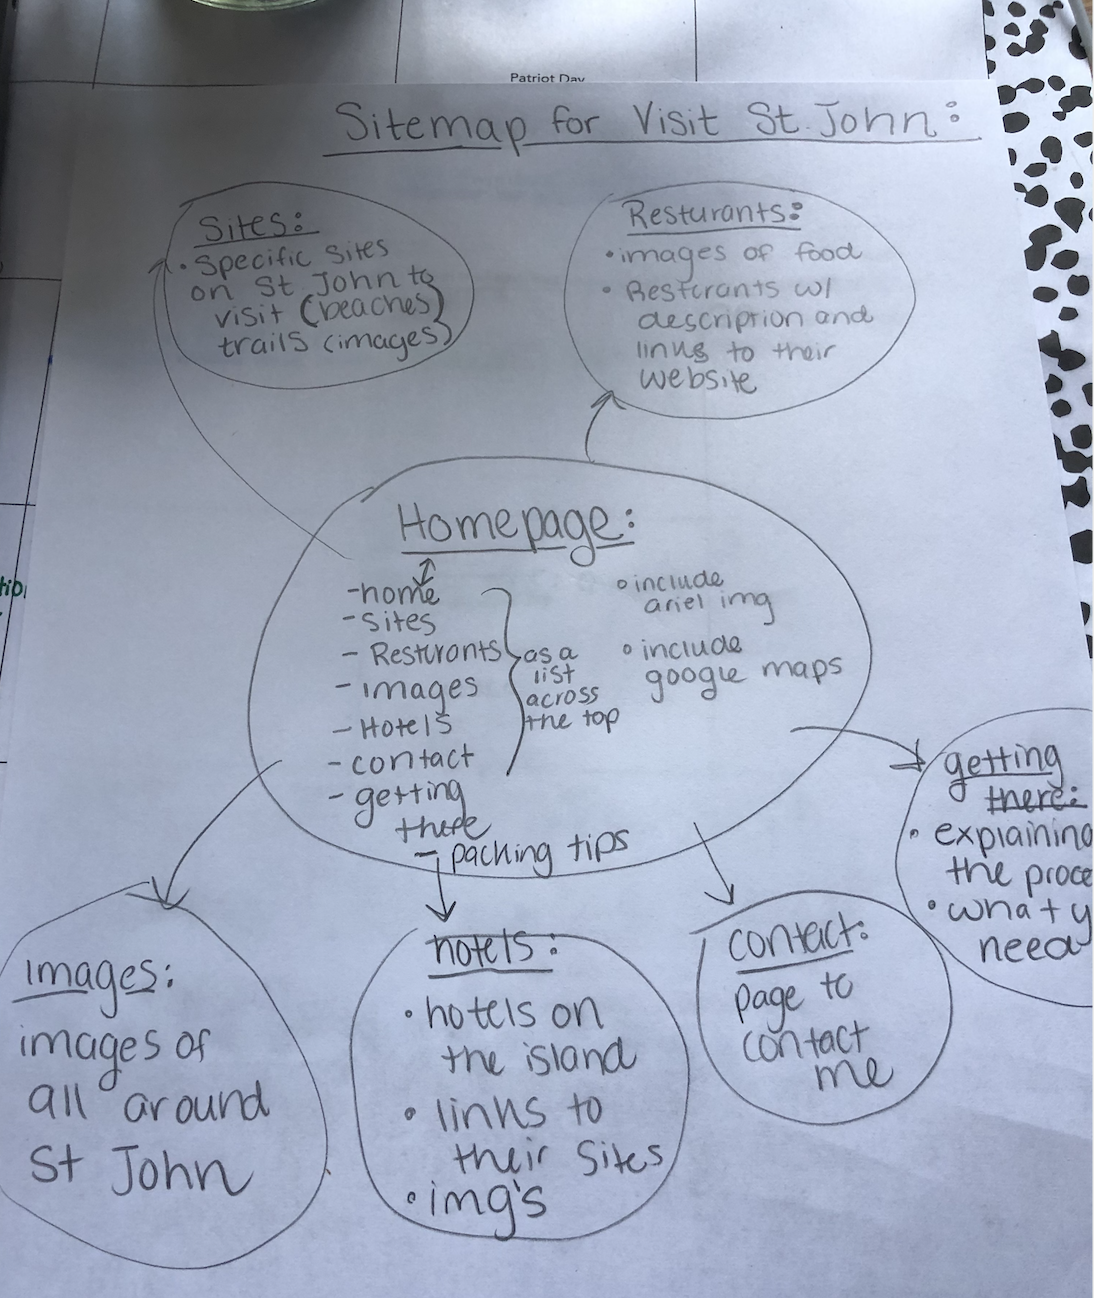 Patriot Day
Sitemap for Visit St. John:
Sites:
• Specific Sites
on St John to
visit (beaches)
trails (images)
Resturants:
• images of food
• Resturants w/
description and
links to their
website
Homepage:
- home
- Sites
- Resturants
- images
- Hotels
- contact
- getting
there
- packing tips
as a
list
across
the top
• include
ariel img
• include
google maps
getting
there:
• explaining
the proce
• what y
need
images:
images of
all around
St John
hotels:
• hotels on
the island
• links to
their Sites
• img's
contact:
page to
contact
me